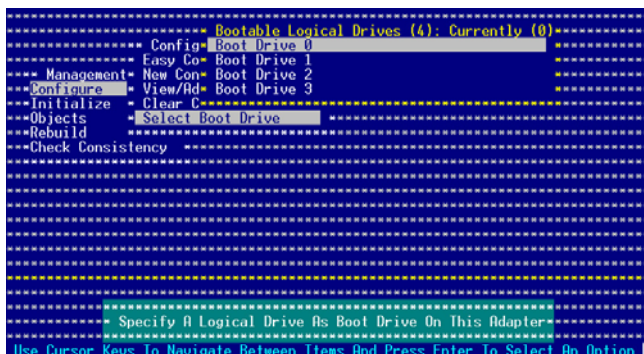 Bootable Logical Drives (4): Currently (0)
Config
Boot Drive 0
Easy Co
Boot Drive 1
Management
New Con
Boot Drive 2
Configure
View/Ad
Boot Drive 3
Initialize
Clear C
Objects
Select Boot Drive
Rebuild
Check Consistency
Specify A Logical Drive As Boot Drive On This Adapter
Use Cursor Keys To Navigate Between Items And Press Enter To Select An Option